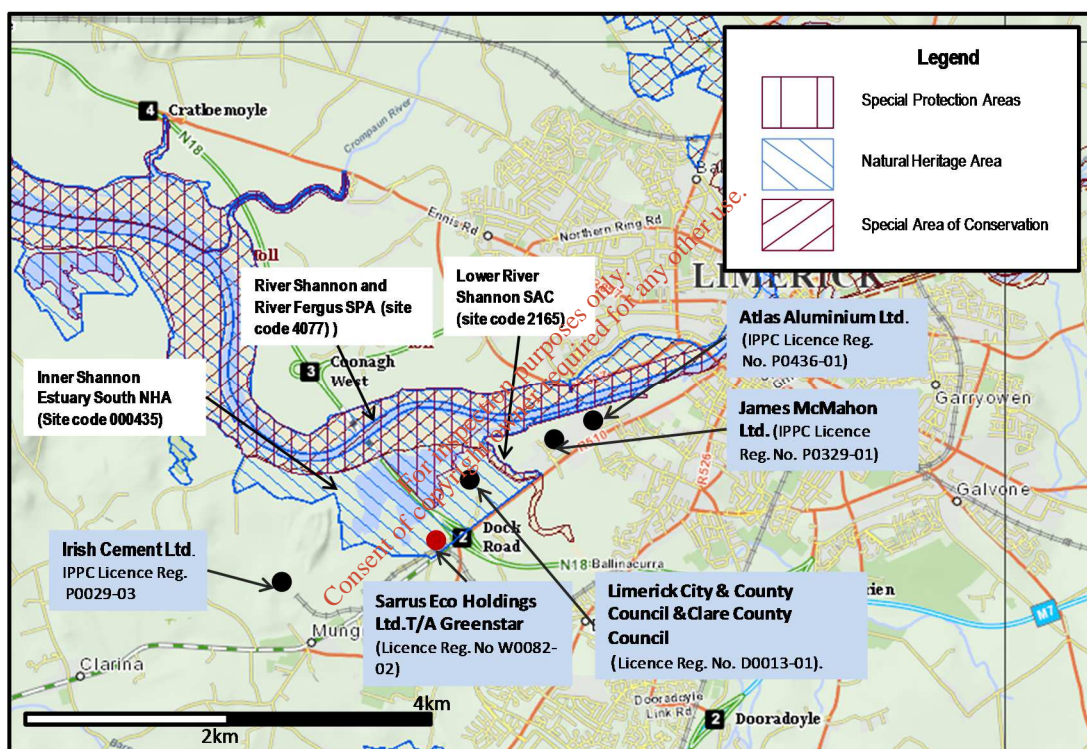 Legend
Special Protection Areas
Natural Heritage Area
Special Area of Conservation
4
Cratloemoyle
N18
Crompaun River
Ennis Rd
Northern Ring Rd
Toll
LIMERICK
River Shannon and
River Fergus SPA (site
code 4077) )
Lower River
Shannon SAC
(site code 2165)
Atlas Aluminium Ltd.
(IPPC Licence Reg.
No. P0436-01)
3
Coonagh
West
Inner Shannon
Estuary South NHA
(Site code 000435)
James McMahon
Ltd. (IPPC Licence
Reg. No. P0329-01)
Garryowen
R510
R526
Galvone
For inspection purposes only.
Consent of copyright owner required for any other use.
2
Dock
Road
N18
Ballinacurra
Irish Cement Ltd.
IPPC Licence Reg.
P0029-03
Sarrus Eco Holdings
Ltd.T/A Greenstar
(Licence Reg. No W0082-
02)
Limerick City & County
Council &Clare County
Council
(Licence Reg. No. D0013-01).
M7
Mung
Clarina
Dooradoyle
Link Rd
2
Dooradoyle
4km
2km